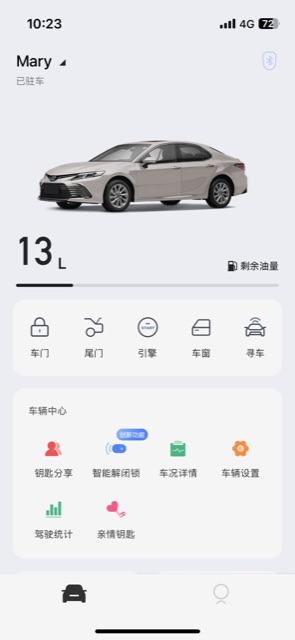 10:23
4G 72
Mary
已驻车
13 L
剩余油量
START
车门 尾门 引擎 车窗 寻车
车辆中心
创新功能
钥匙分享 智能解闭锁 车况详情 车辆设置
驾驶统计 亲情钥匙